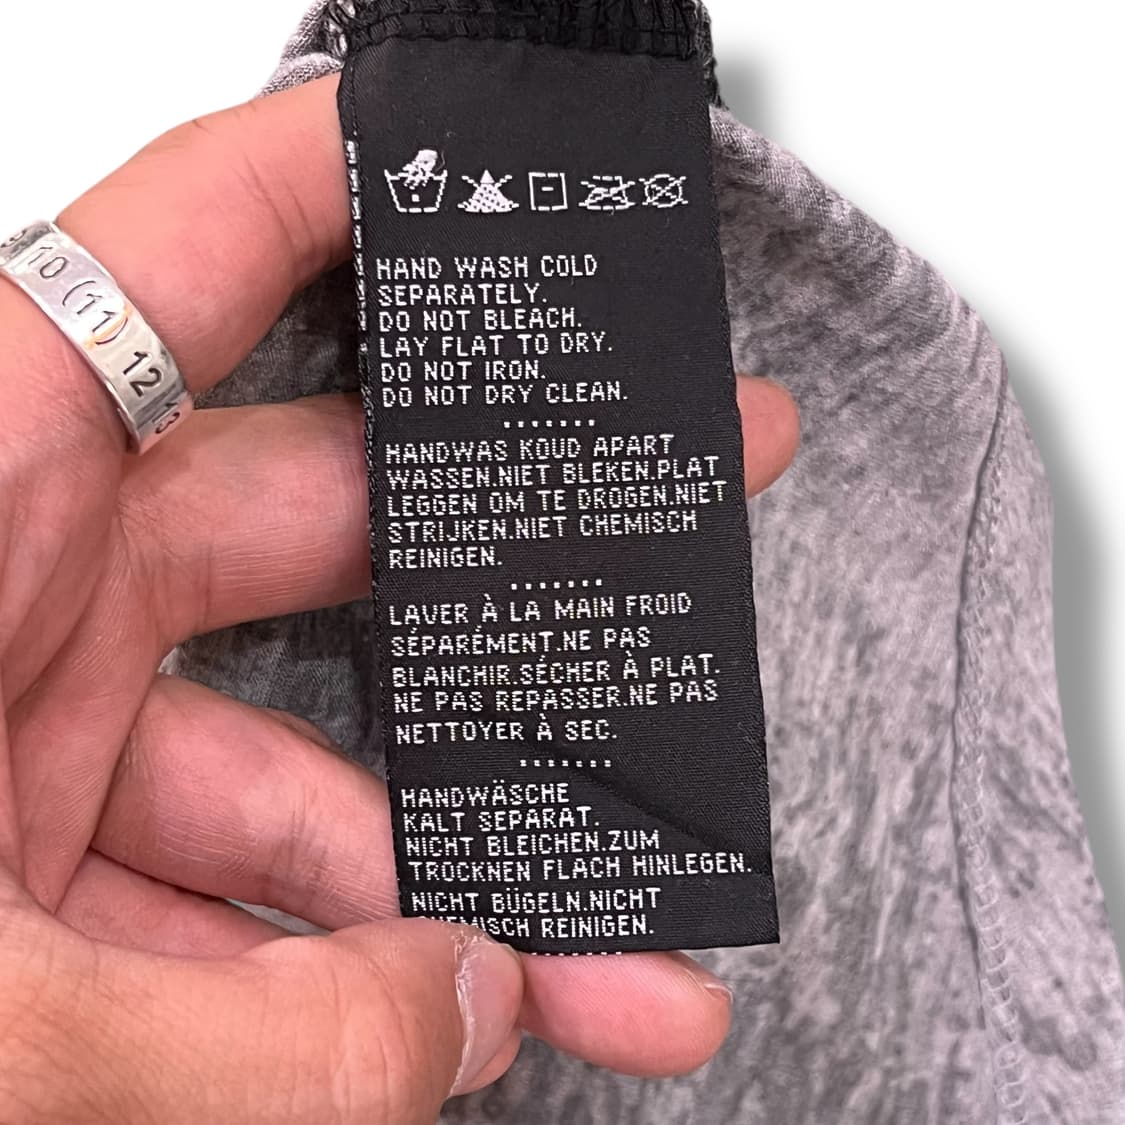 10 (11) 12 13
HAND WASH COLD
SEPARATELY.
DO NOT BLEACH.
LAY FLAT TO DRY.
DO NOT IRON.
DO NOT DRY CLEAN.
.......
HANDWAS KOUD APART
WASSEN.NIET BLEKEN.PLAT
LEGGEN OM TE DROGEN.NIET
STRIJKEN.NIET CHEMISCH
REINIGEN.
.......
LAVER À LA MAIN FROID
SÉPARÉMENT.NE PAS
BLANCHIR.SÉCHER À PLAT.
NE PAS REPASSER.NE PAS
NETTOYER À SEC.
.......
HANDWÄSCHE
KALT SEPARAT.
NICHT BLEICHEN.ZUM
TROCKNEN FLACH HINLEGEN.
NICHT BÜGELN.NICHT
CHEMISCH REINIGEN.